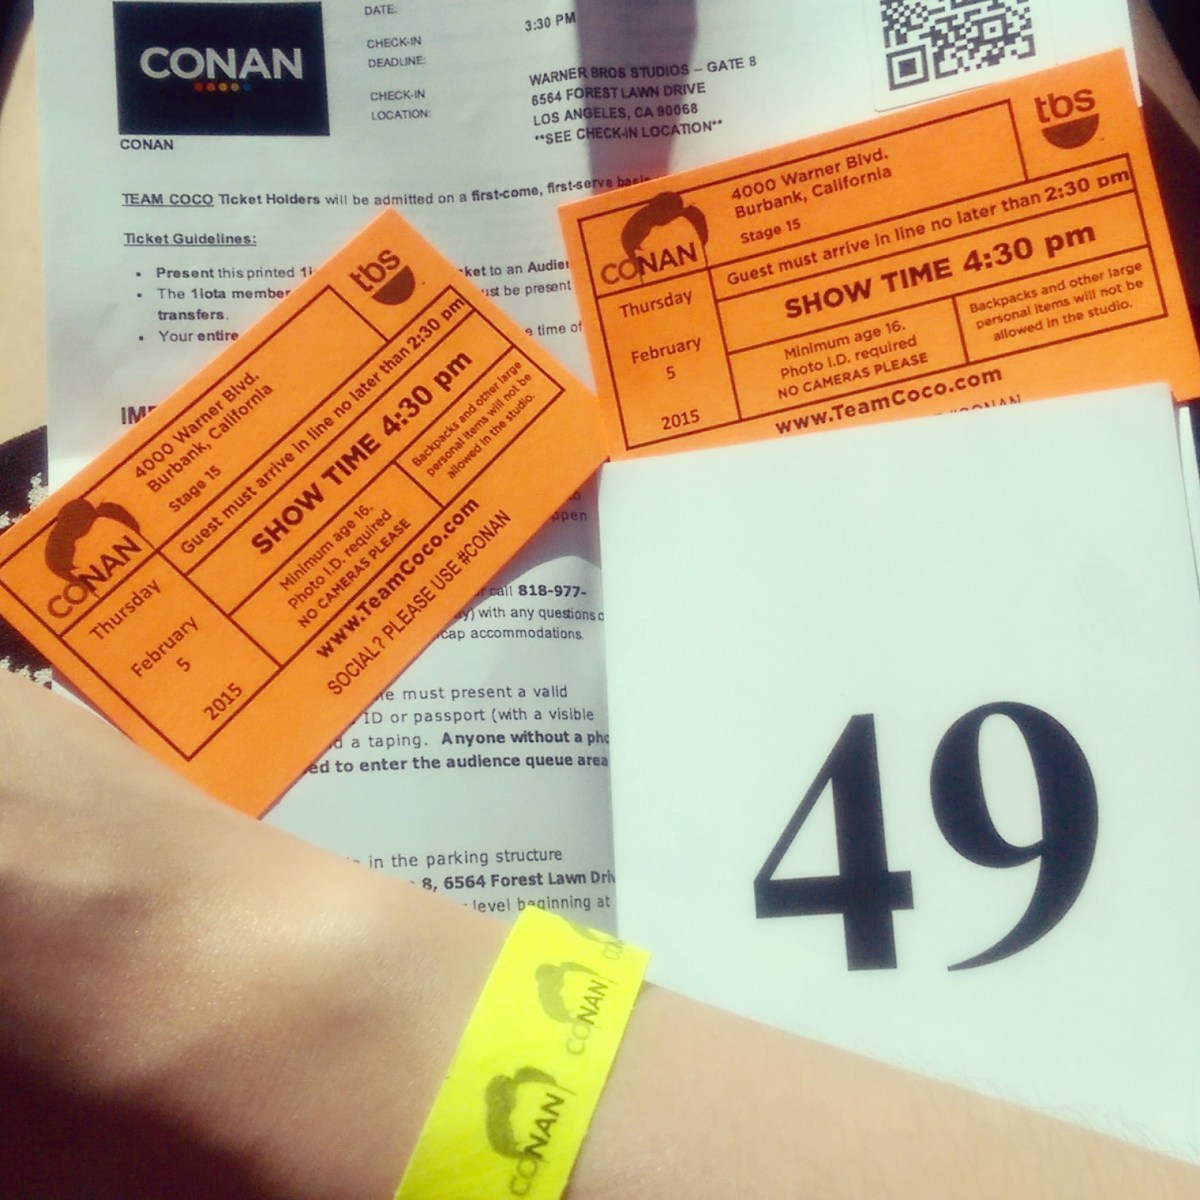 CONAN
CONAN
DATE:
3:30 PM
CHECK-IN
DEADLINE:
CHECK-IN
LOCATION:
WARNER BROS STUDIOS – GATE 8
6564 FOREST LAWN DRIVE
LOS ANGELES, CA 90068
**SEE CHECK-IN LOCATION**
TEAM COCO Ticket Holders will be admitted on a first-come, first-serve
Ticket Guidelines:
• Present this printed
ket to an
• The 1iota member
ust be present
transfers.
• Your entire
time of
call 818-977-
with any questions
cap accommodations.
must present a valid
ID or passport (with a visible
a taping. Anyone without a
ed to enter the audience queue area
in the parking structure
8, 6564 Forest Lawn
level beginning at
tbs
4000 Warner Blvd.
Burbank, California
Stage 15
CONAN
Guest must arrive in line no later than 2:30 pm
Thursday
February
5
2015
SHOW TIME 4:30 pm
Minimum age 16.
Photo I.D. required
NO CAMERAS PLEASE
Backpacks and other large
personal items will not be
allowed in the studio.
www.TeamCoco.com
#CONAN
tbs
4000 Warner Blvd.
Burbank, California
Stage 15
CONAN
Guest must arrive in line no later than 2:30 pm
Thursday
February
5
2015
SHOW TIME 4:30 pm
Minimum age 16.
Photo I.D. required
NO CAMERAS PLEASE
Backpacks and other large
personal items will not be
allowed in the studio.
www.TeamCoco.com
SOCIAL? PLEASE USE #CONAN
49
CONAN
CONAN